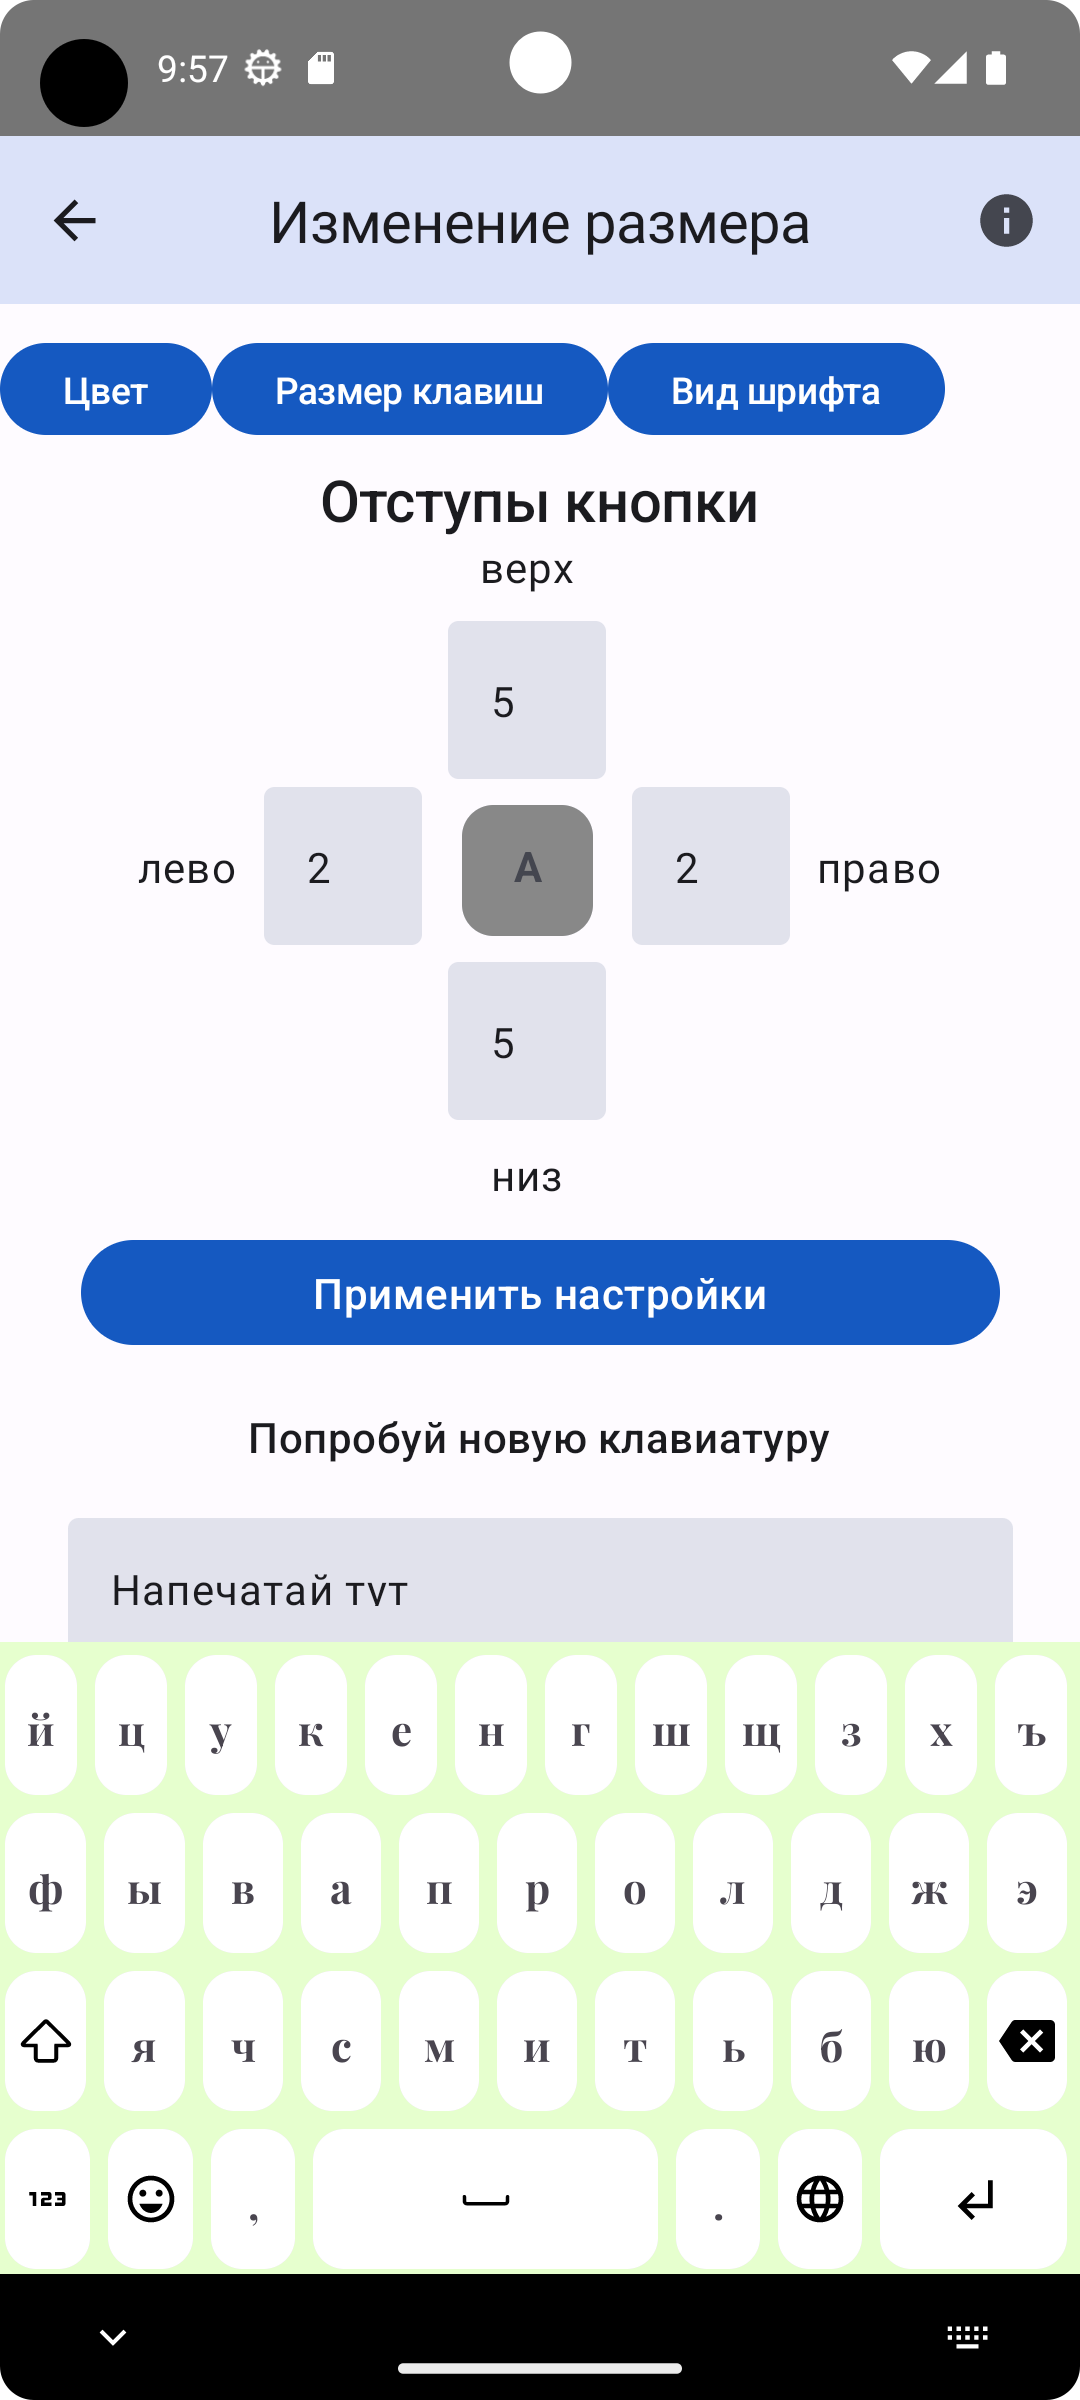 9:57
Изменение размера
Цвет Размер клавиш Вид шрифта
Отступы кнопки
верх
5
лево 2 A 2 право
5
низ
Применить настройки
Попробуй новую клавиатуру
Напечатай тут
й ц у к е н г ш щ з х ъ
ф ы в а п р о л д ж э
я ч с м и т ь б ю
123 , .